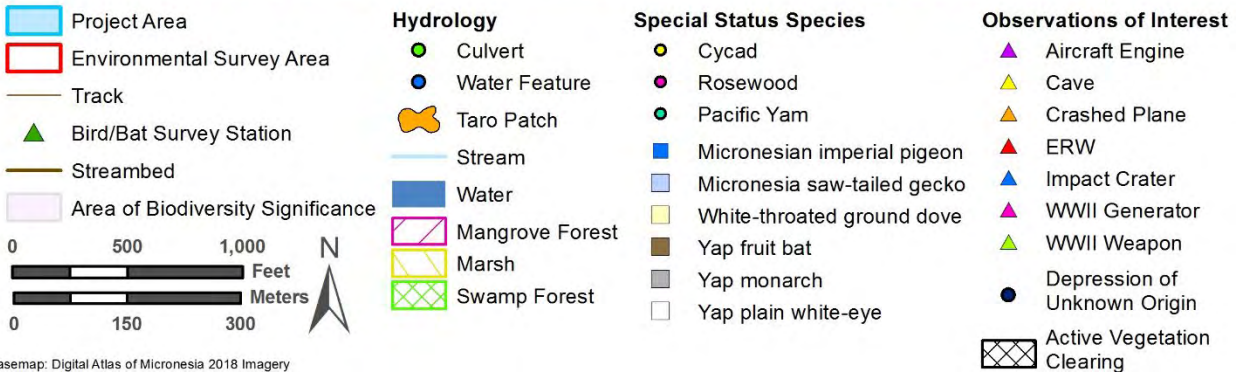 Project Area
Environmental Survey Area
Track
Bird/Bat Survey Station
Streambed
Area of Biodiversity Significance
0 500 1,000
Feet
Meters
0 150 300
N
asemap: Digital Atlas of Micronesia 2018 Imagery
Hydrology
Culvert
Water Feature
Taro Patch
Stream
Water
Mangrove Forest
Marsh
Swamp Forest
Special Status Species
Cycad
Rosewood
Pacific Yam
Micronesian imperial pigeon
Micronesia saw-tailed gecko
White-throated ground dove
Yap fruit bat
Yap monarch
Yap plain white-eye
Observations of Interest
Aircraft Engine
Cave
Crashed Plane
ERW
Impact Crater
WWII Generator
WWII Weapon
Depression of
Unknown Origin
Active Vegetation
Clearing